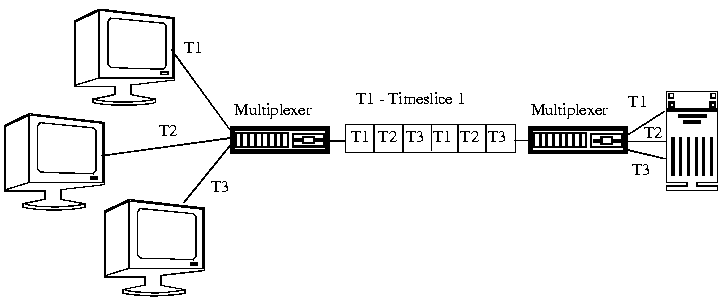 T1
T2
T3
Multiplexer
T1 - Timeslice 1
T1 T2 T3 T1 T2 T3
Multiplexer
T1
T2
T3